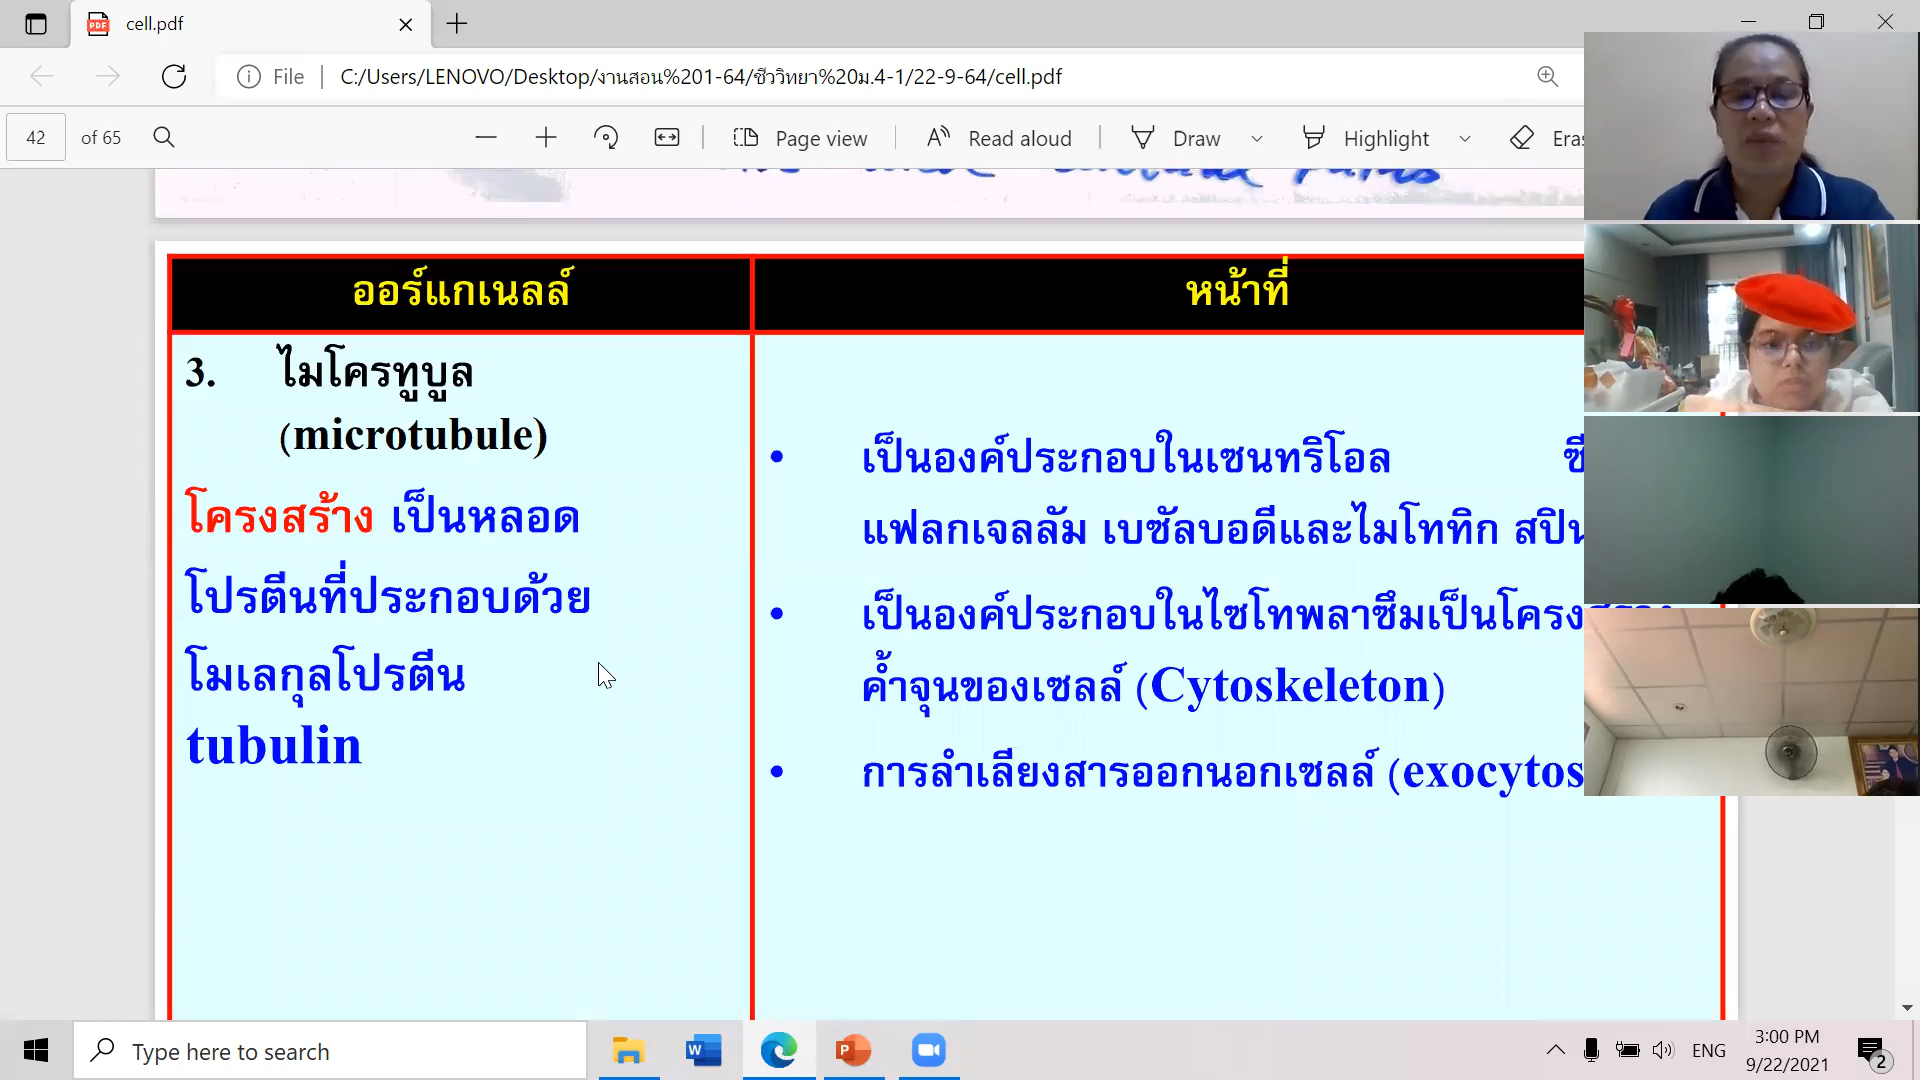 cell.pdf
File
C:/Users/LENOVO/Desktop/งานสอน%201-64/ชีววิทยา%20ม.4-1/22-9-64/cell.pdf
42 of 65
Page view
Read aloud
Draw
Highlight
Eras
ออร์แกเนลล์
หน้าที่
3. ไมโครทูบูล
(microtubule)
โครงสร้าง เป็นหลอด
โปรตีนที่ประกอบด้วย
โมเลกุลโปรตีน
tubulin
• เป็นองค์ประกอบในเซนทริโอล ซี
แฟลกเจลลัม เบซัลบอดีและไมโททิก สปิน
• เป็นองค์ประกอบในไซโทพลาซึมเป็นโครงสร้าง
ค้ำจุนของเซลล์ (Cytoskeleton)
• การลำเลียงสารออกนอกเซลล์ (exocytos
Type here to search
ENG
3:00 PM
9/22/2021
2